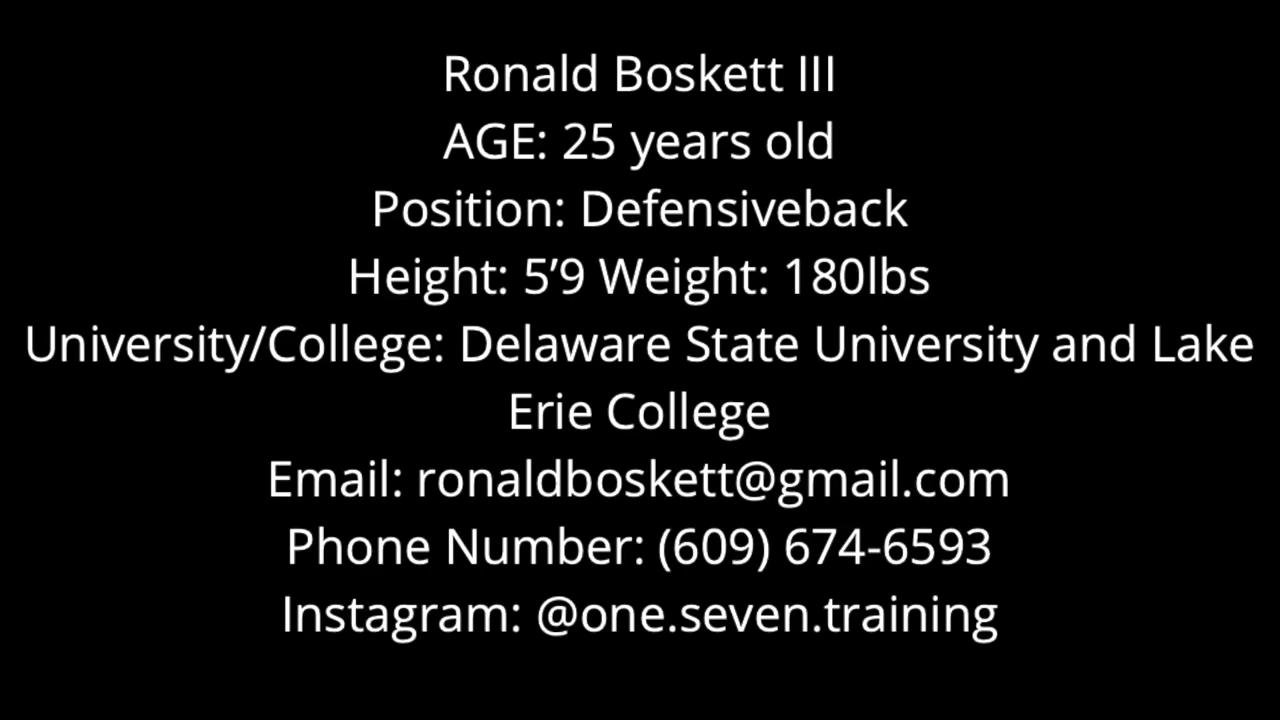 Ronald Boskett III
AGE: 25 years old
Position: Defensiveback
Height: 5’9 Weight: 180lbs
University/College: Delaware State University and Lake
Erie College
Email: ronaldboskett@gmail.com
Phone Number: (609) 674-6593
Instagram: @one.seven.training